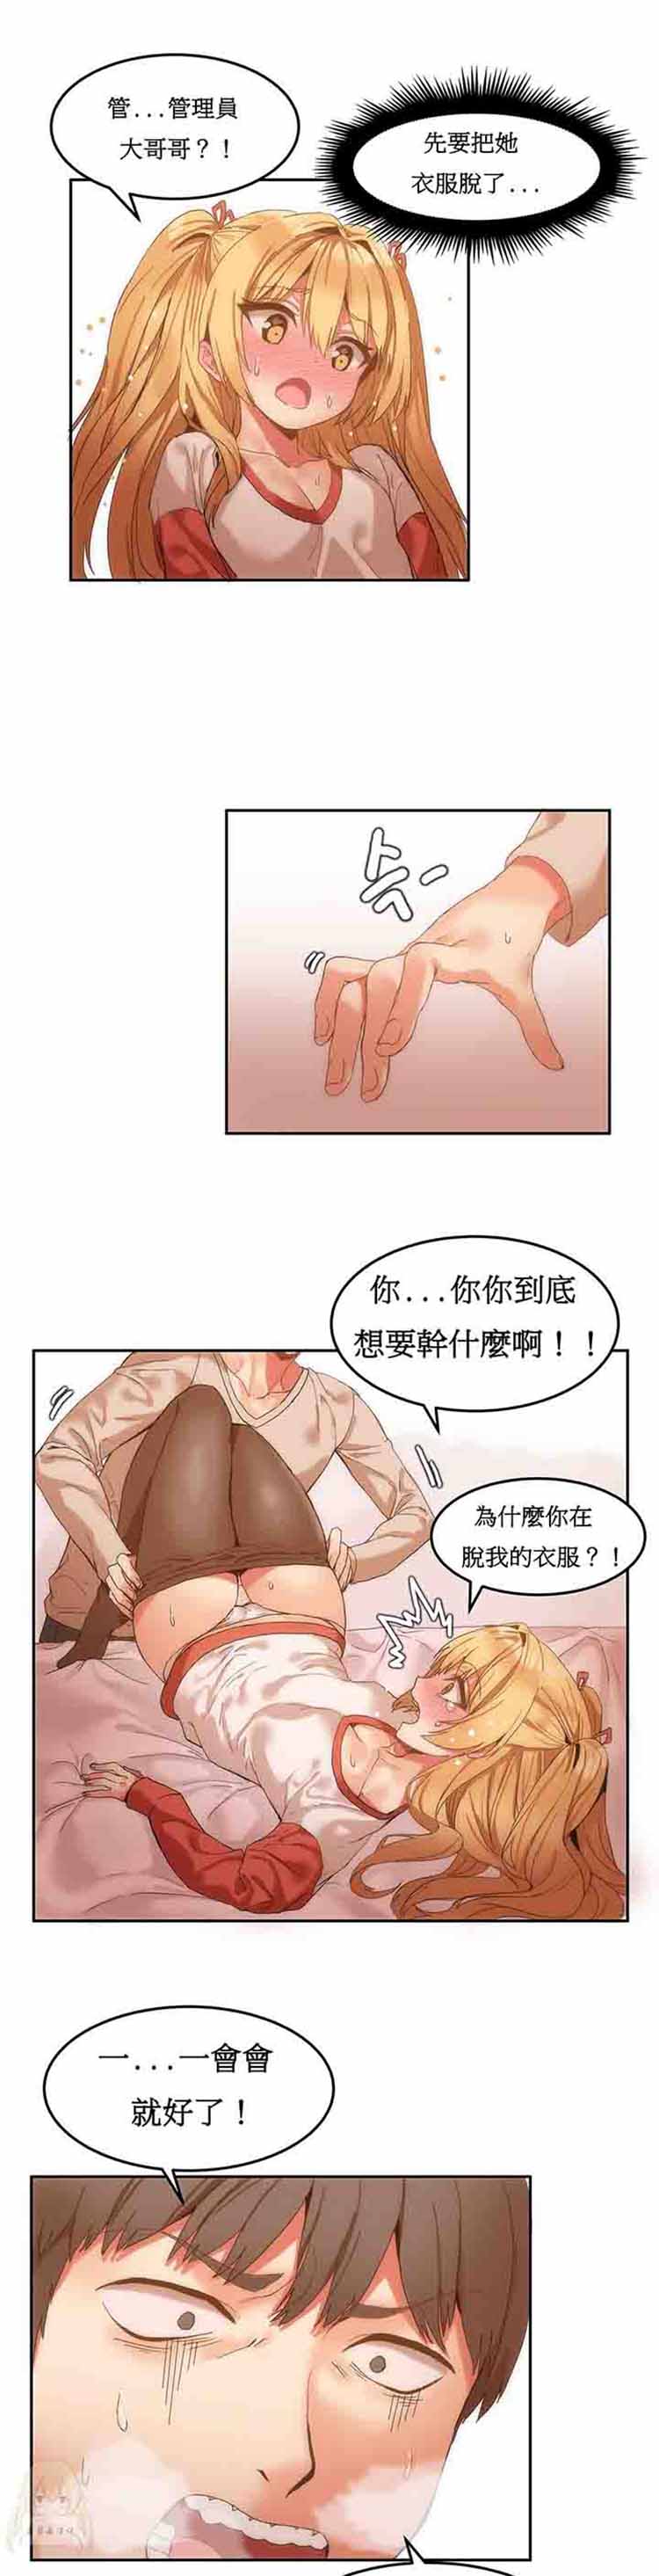 管...管理員
大哥哥？！
先要把她
衣服脫了...
스윽
你...你你到底
想要幹什麼啊！！
為什麼你在
脫我的衣服？！
一...一會會
就好了！